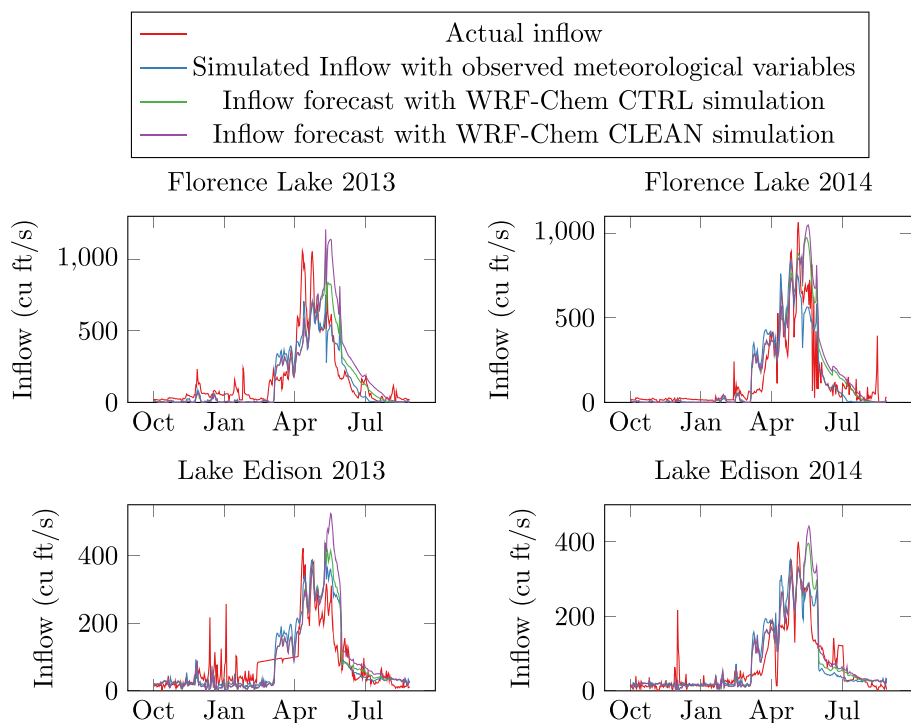 Actual inflow
Simulated Inflow with observed meteorological variables
Inflow forecast with WRF-Chem CTRL simulation
Inflow forecast with WRF-Chem CLEAN simulation
Florence Lake 2013
Inflow (cu ft/s)
1,000
500
0
Oct Jan Apr Jul
Florence Lake 2014
Inflow (cu ft/s)
1,000
500
0
Oct Jan Apr Jul
Lake Edison 2013
Inflow (cu ft/s)
400
200
0
Oct Jan Apr Jul
Lake Edison 2014
Inflow (cu ft/s)
400
200
0
Oct Jan Apr Jul